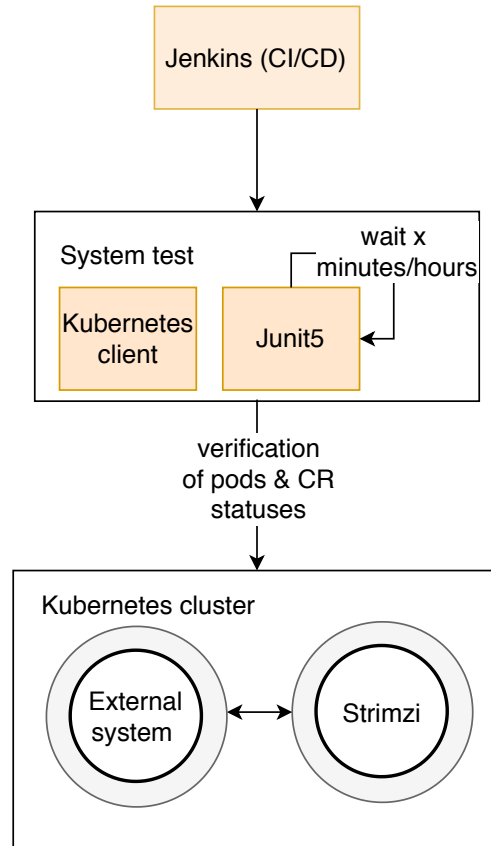 Jenkins (CI/CD)
System test
wait x
minutes/hours
Kubernetes
client
Junit5
verification
of pods & CR
statuses
Kubernetes cluster
External
system
Strimzi